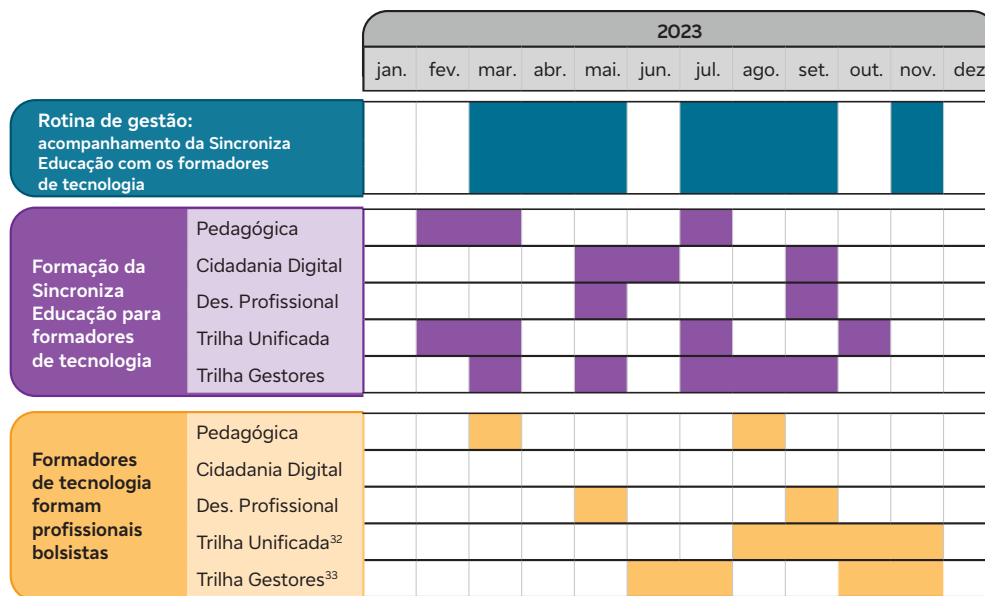 2023
jan. fev. mar. abr. mai. jun. jul. ago. set. out. nov. dez
Rotina de gestão:
acompanhamento da Sincroniza
Educação com os formadores
de tecnologia
Formação da
Sincroniza
Educação para
formadores
de tecnologia
Pedagógica
Cidadania Digital
Des. Profissional
Trilha Unificada
Trilha Gestores
Formadores
de tecnologia
formam
profissionais
bolsistas
Pedagógica
Cidadania Digital
Des. Profissional
Trilha Unificada³²
Trilha Gestores³³